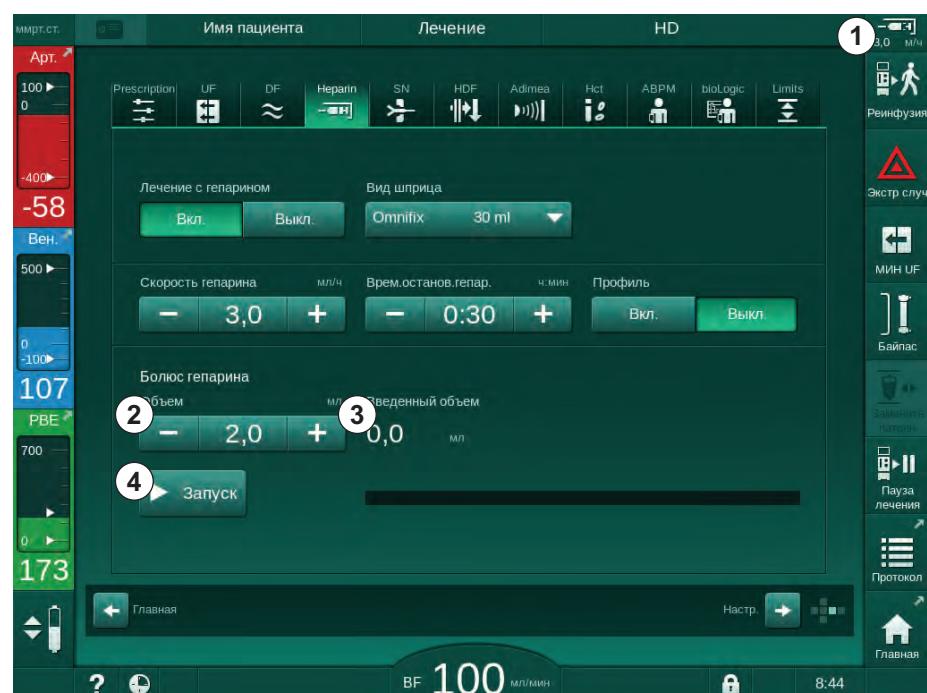 ммрт.ст.
Имя пациента
Лечение
HD
1
3,0 м/ч
Арт.
100
0
-400
-58
Вен.
500
0
-100
107
PBE
700
0
173
Prescription
UF
DF
Heparin
SN
HDF
Adimea
Hct
ABPM
bioLogic
Limits
Лечение с гепарином
Вид шприца
Вкл.
Выкл.
Omnifix 30 ml
Скорость гепарина мл/ч
Врем.останов.гепар. ч:мин
Профиль
− 3,0 +
− 0:30 +
Вкл.
Выкл.
Болюс гепарина
Объем
Введенный объем
2
3
− 2,0 +
0,0 мл
4
Запуск
Главная
Настр.
? BF 100 мл/мин
8:44
Реинфузия
Экстр случ
МИН UF
Байпас
Заменить
Пауза
лечения
Протокол
Главная